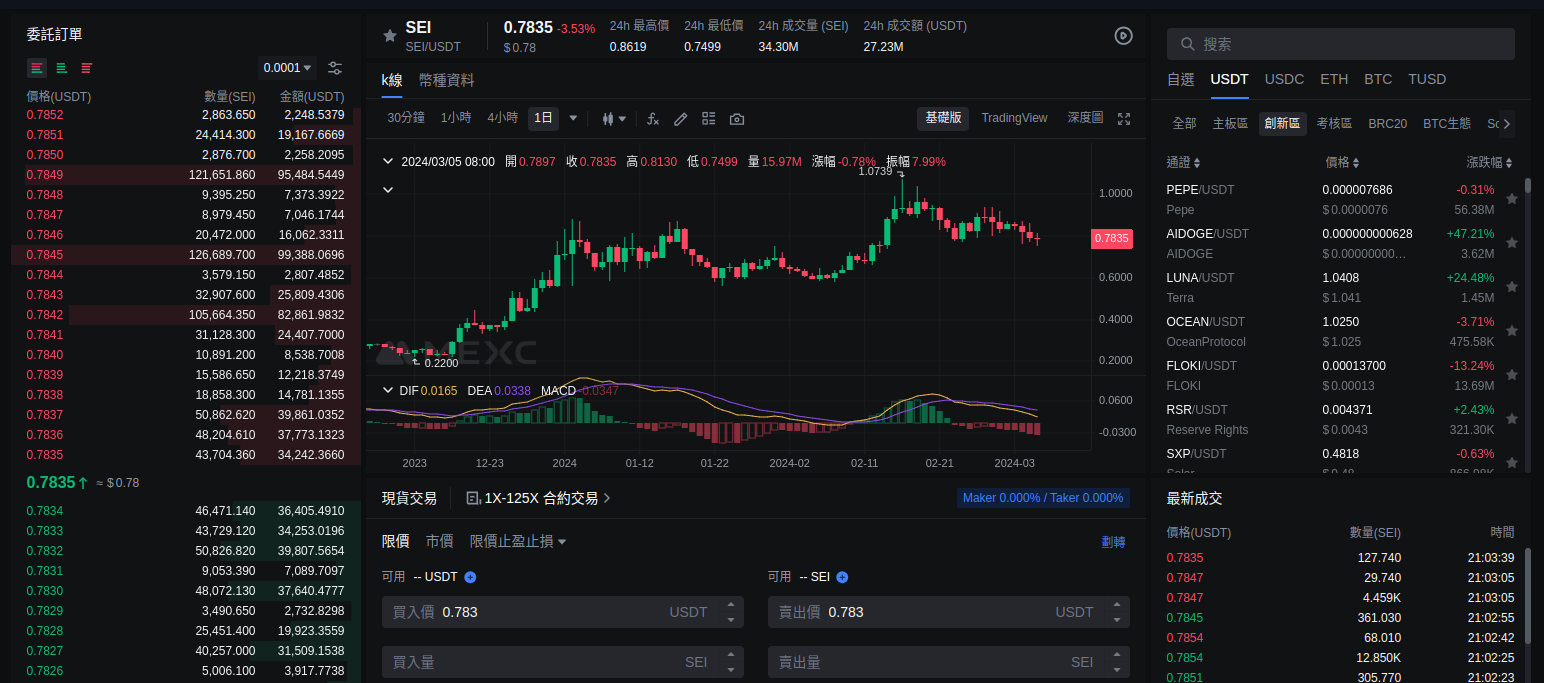 委託訂單
0.0001
價格(USDT) 數量(SEI) 金額(USDT)
0.7852 2,863.650 2,248.5379
0.7851 24,414.300 19,167.6669
0.7850 2,876.700 2,258.2095
0.7849 121,651.860 95,484.5449
0.7848 9,395.250 7,373.3922
0.7847 8,979.450 7,046.1744
0.7846 20,472.000 16,062.3311
0.7845 126,689.700 99,388.0696
0.7844 3,579.150 2,807.4852
0.7843 32,907.600 25,809.4306
0.7842 105,664.350 82,861.9832
0.7841 31,128.300 24,407.7000
0.7840 10,891.200 8,538.7008
0.7839 15,586.650 12,218.3749
0.7838 18,858.300 14,781.1355
0.7837 50,862.620 39,861.0352
0.7836 48,204.610 37,773.1323
0.7835 43,704.360 34,242.3660
0.7835↑ ≈ $0.78
0.7834 46,471.140 36,405.4910
0.7833 43,729.120 34,253.0196
0.7832 50,826.820 39,807.5654
0.7831 9,053.390 7,089.7097
0.7830 48,072.130 37,640.4777
0.7829 3,490.650 2,732.8298
0.7828 25,451.400 19,923.3559
0.7827 40,257.000 31,509.1538
0.7826 5,006.100 3,917.7738
SEI 0.7835 -3.53% 24h 最高價 24h 最低價 24h 成交量 (SEI) 24h 成交額 (USDT)
SEI/USDT $0.78 0.8619 0.7499 34.30M 27.23M
k線 幣種資料
30分鐘 1小時 4小時 1日 基礎版 TradingView 深度圖
2024/03/05 08:00 開0.7897 收0.7835 高0.8130 低0.7499 量15.97M 漲幅-0.78% 振幅7.99%
1.0739
1.0000
0.7835
0.6000
0.4000
0.2000
MEXC
0.2200
DIF0.0165 DEA0.0338 MACD-0.0347
0.0600
-0.0300
2023 12-23 2024 01-12 01-22 2024-02 02-11 02-21 2024-03
現貨交易 1X-125X 合約交易 Maker 0.000% / Taker 0.000%
限價 市價 限價止盈止損 劃轉
可用 -- USDT 可用 -- SEI
買入價 0.783 USDT 賣出價 0.783 USDT
買入量 SEI 賣出量 SEI
搜索
自選 USDT USDC ETH BTC TUSD
全部 主板區 創新區 考核區 BRC20 BTC生態
通證 價格 漲跌幅
PEPE/USDT 0.000007686 -0.31%
Pepe $0.0000076 56.38M
AIDOGE/USDT 0.000000000628 +47.21%
AIDOGE $0.00000000… 3.62M
LUNA/USDT 1.0408 +24.48%
Terra $1.041 1.45M
OCEAN/USDT 1.0250 -3.71%
OceanProtocol $1.025 475.58K
FLOKI/USDT 0.00013700 -13.24%
FLOKI $0.00013 13.69M
RSR/USDT 0.004371 +2.43%
Reserve Rights $0.0043 321.30K
SXP/USDT 0.4818 -0.63%
最新成交
價格(USDT) 數量(SEI) 時間
0.7835 127.740 21:03:39
0.7847 29.740 21:03:05
0.7847 4.459K 21:03:05
0.7845 361.030 21:02:55
0.7854 68.010 21:02:42
0.7854 12.850K 21:02:25
0.7851 305.770 21:02:23